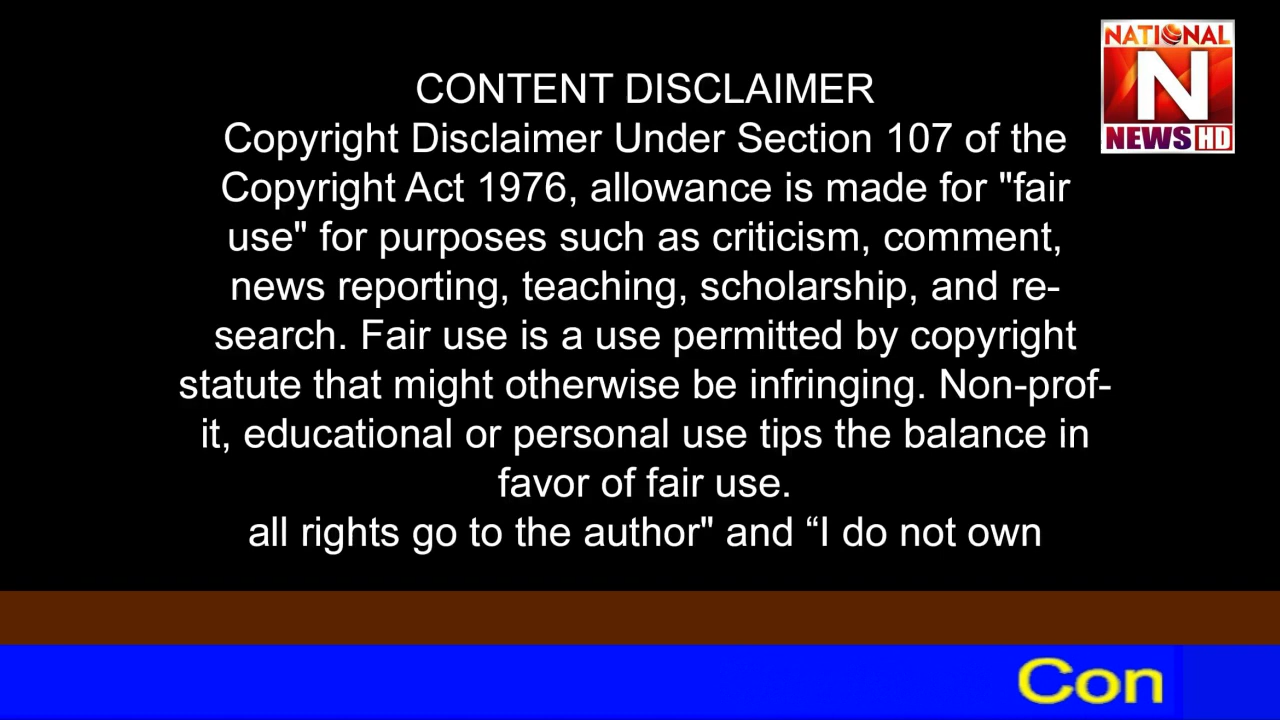 NATIONAL
N
NEWS HD
CONTENT DISCLAIMER
Copyright Disclaimer Under Section 107 of the
Copyright Act 1976, allowance is made for "fair
use" for purposes such as criticism, comment,
news reporting, teaching, scholarship, and re-
search. Fair use is a use permitted by copyright
statute that might otherwise be infringing. Non-prof-
it, educational or personal use tips the balance in
favor of fair use.
all rights go to the author" and “I do not own
Con